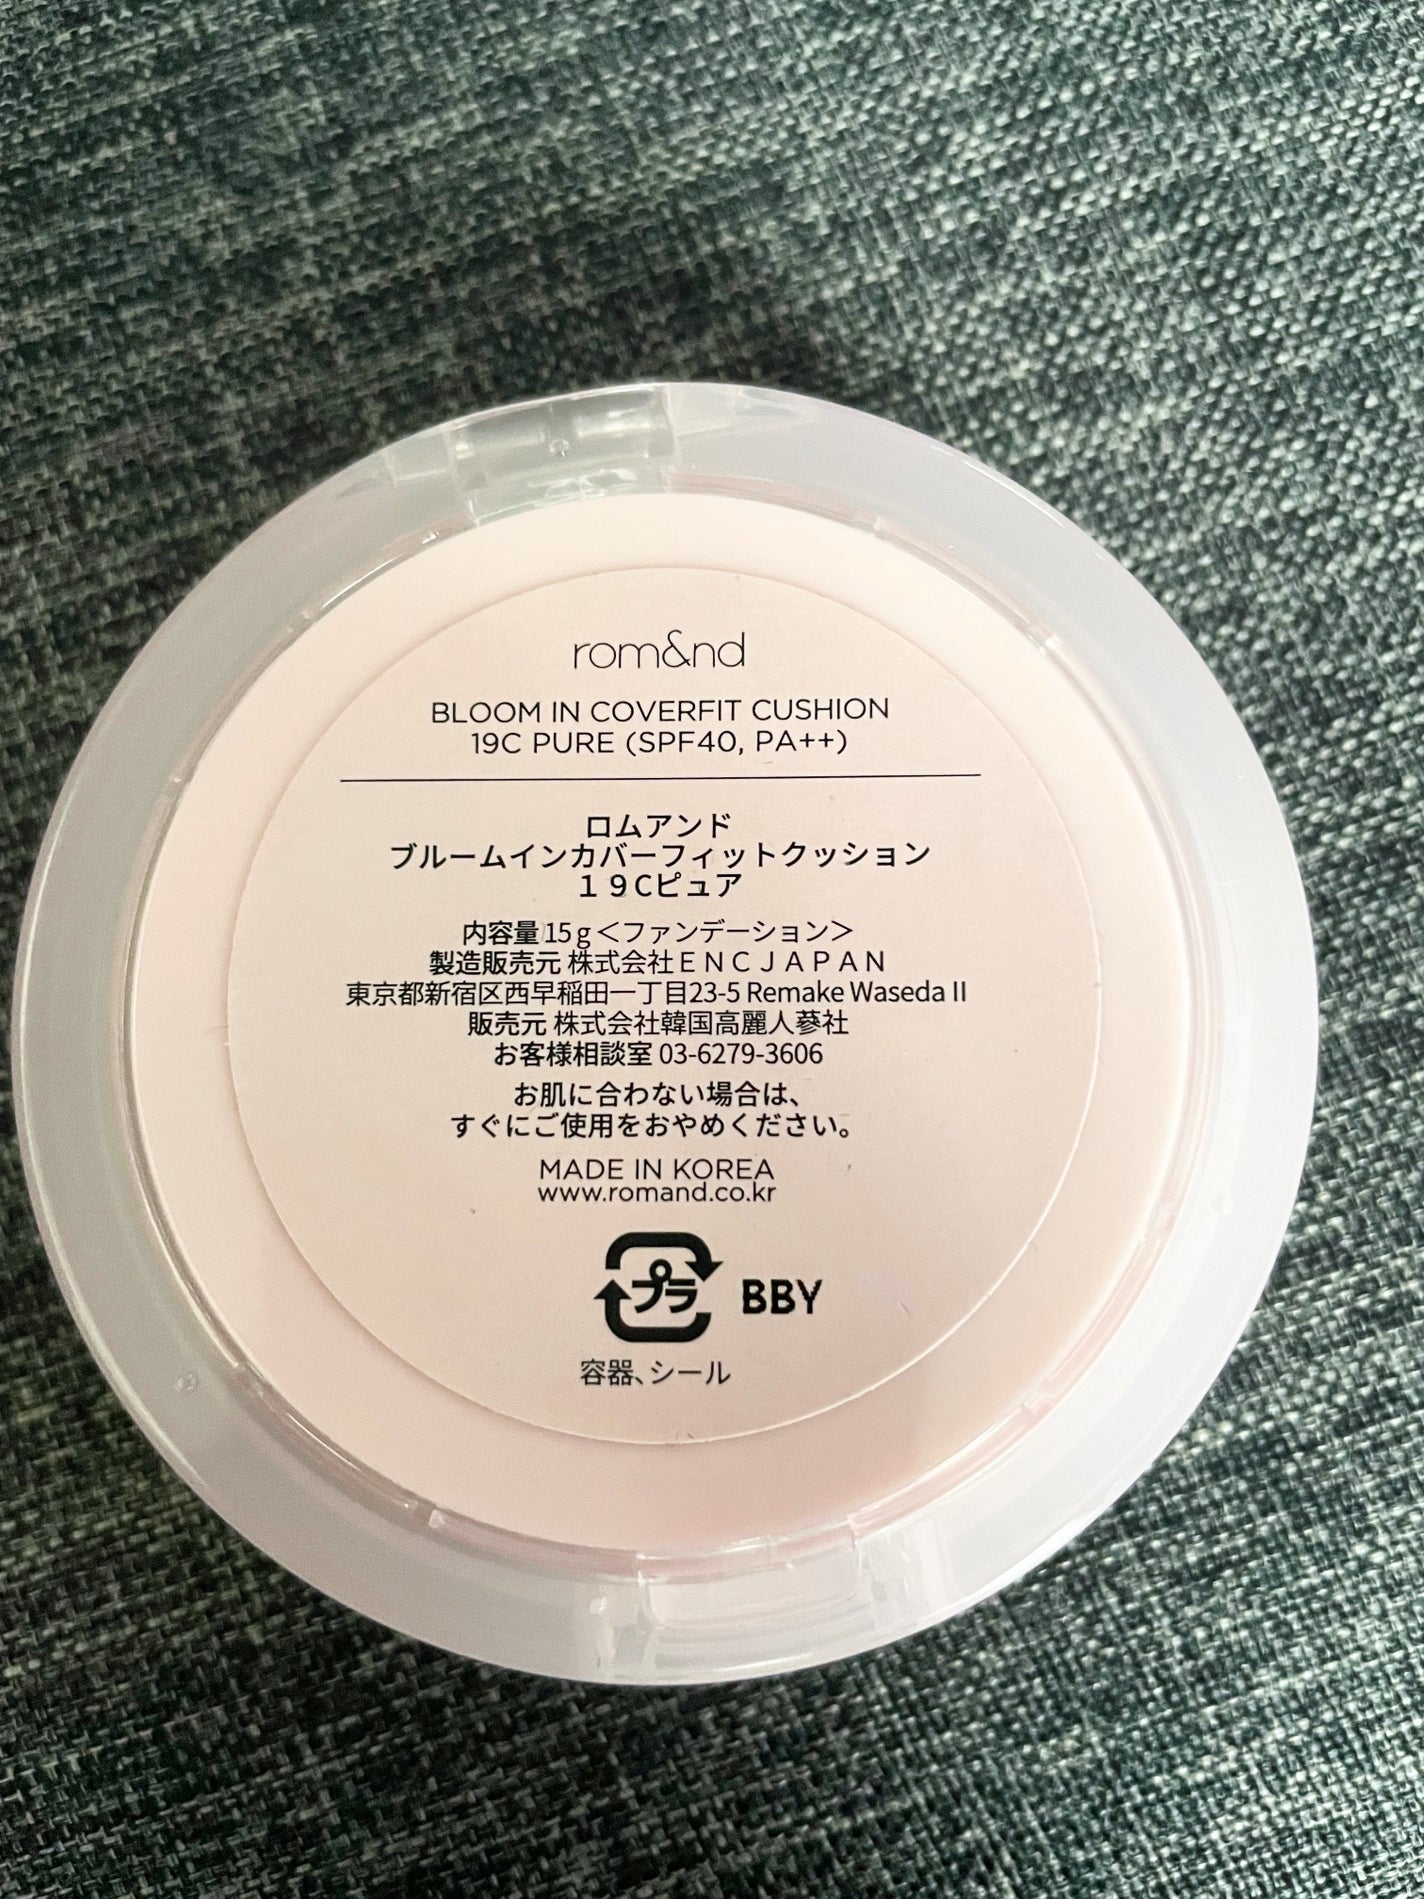 rom&nd
BLOOM IN COVERFIT CUSHION
19C PURE (SPF40, PA++)
ロムアンド
ブルームインカバーフィットクッション
１９Cピュア
内容量 15ｇ＜ファンデーション＞
製造販売元 株式会社ＥＮＣＪＡＰＡＮ
東京都新宿区西早稲田一丁目23-5 Remake Waseda II
販売元 株式会社韓国高麗人蔘社
お客様相談室 03-6279-3606
お肌に合わない場合は、
すぐにご使用をおやめください。
MADE IN KOREA
www.romand.co.kr
プラ BBY
容器、シール